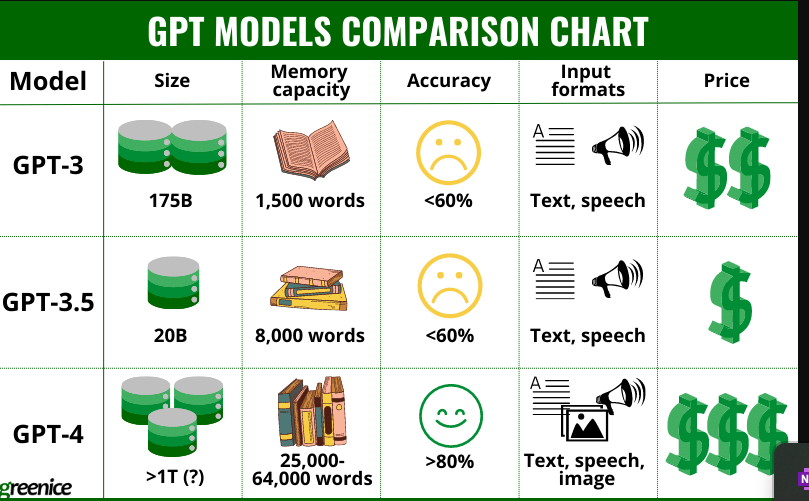 GPT MODELS COMPARISON CHART
Model Size Memory capacity Accuracy Input formats Price
GPT-3
A
175B 1,500 words <60% Text, speech
$$
GPT-3.5
A
20B 8,000 words <60% Text, speech
$
GPT-4
A
>1T (?) 25,000-64,000 words >80% Text, speech, image
$$$
greenice
N